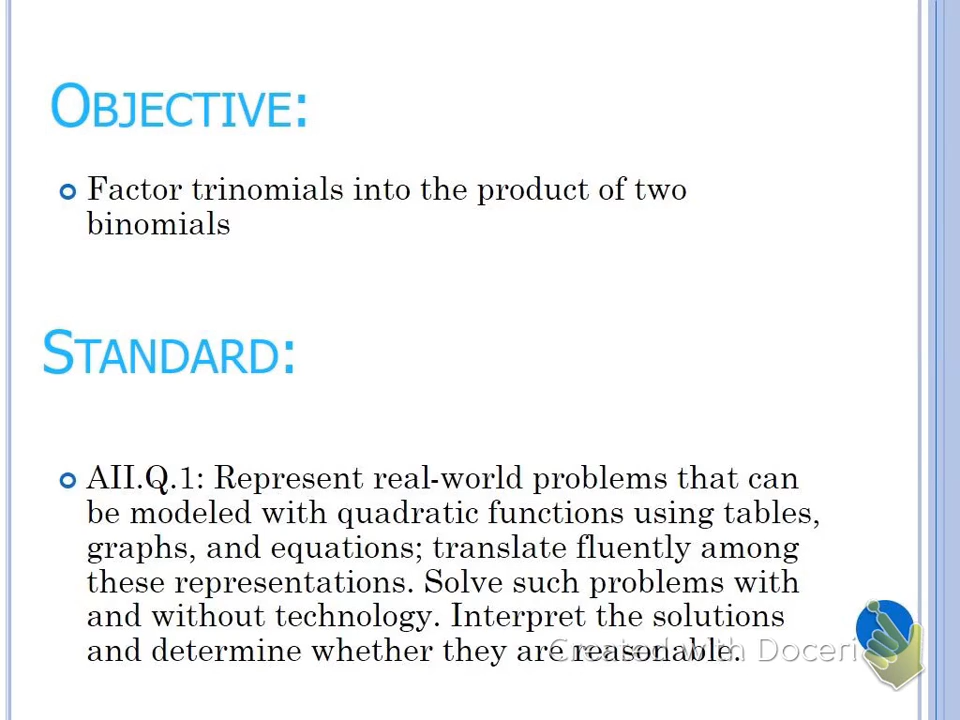 OBJECTIVE:
Factor trinomials into the product of two
binomials
STANDARD:
AII.Q.1: Represent real-world problems that can
be modeled with quadratic functions using tables,
graphs, and equations; translate fluently among
these representations. Solve such problems with
and without technology. Interpret the solutions
and determine whether they are reasonable.
Created with Doceri